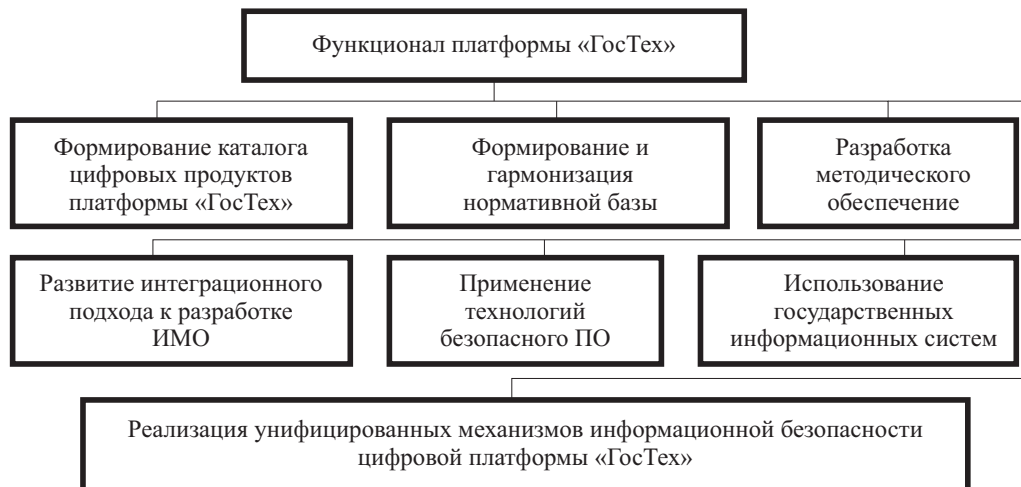 Функционал платформы «ГосТех»
Формирование каталога
цифровых продуктов
платформы «ГосТех»
Формирование и
гармонизация
нормативной базы
Разработка
методического
обеспечение
Развитие интеграционного
подхода к разработке
ИМО
Применение
технологий
безопасного ПО
Использование
государственных
информационных систем
Реализация унифицированных механизмов информационной безопасности
цифровой платформы «ГосТех»